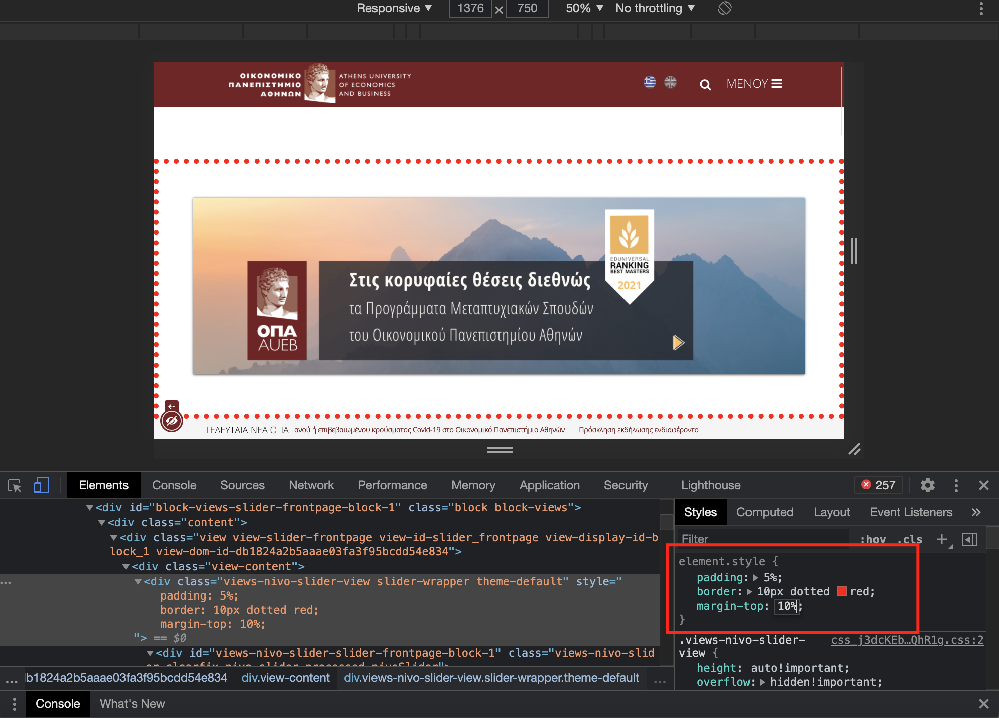 Responsive ▼ 1376 × 750 50% ▼ No throttling ▼
ΟΙΚΟΝΟΜΙΚΟ
ΠΑΝΕΠΙΣΤΗΜΙΟ
ΑΘΗΝΩΝ
ATHENS UNIVERSITY
OF ECONOMICS
AND BUSINESS
ΜΕΝΟΥ
EDUNIVERSAL
RANKING
BEST MASTERS
2021
Στις κορυφαίες θέσεις διεθνώς
τα Προγράμματα Μεταπτυχιακών Σπουδών
του Οικονομικού Πανεπιστημίου Αθηνών
ΟΠΑ
AUEB
ΤΕΛΕΥΤΑΙΑ ΝΕΑ ΟΠΑ ανού ή επιβεβαιωμένου κρούσματος Covid-19 στο Οικονομικό Πανεπιστήμιο Αθηνών Πρόσκληση εκδήλωσης ενδιαφέροντο
Elements Console Sources Network Performance Memory Application Security Lighthouse 257
▼<div id="block-views-slider-frontpage-block-1" class="block block-views">
▼<div class="content">
▼<div class="view view-slider-frontpage view-id-slider_frontpage view-display-id-b
lock_1 view-dom-id-db1824a2b5aaae03fa3f95bcdd54e834">
▼<div class="view-content">
… ▼<div class="views-nivo-slider-view slider-wrapper theme-default" style="
padding: 5%;
border: 10px dotted red;
margin-top: 10%;
"> == $0
▼<div id="views-nivo-slider-slider-frontpage-block-1" class="views-nivo-slid
er clearfix nivo-slider-processed nivoSlider">
… lb1824a2b5aaae03fa3f95bcdd54e834 div.view-content div.views-nivo-slider-view.slider-wrapper.theme-default …
Styles Computed Layout Event Listeners »
Filter :hov .cls +
element.style {
padding: ▶ 5%;
border: ▶ 10px dotted red;
margin-top: 10%;
}
.views-nivo-slider- css_j3dcKEb…QhR1g.css:2
view {
height: auto!important;
overflow: ▶ hidden!important;
Console What's New